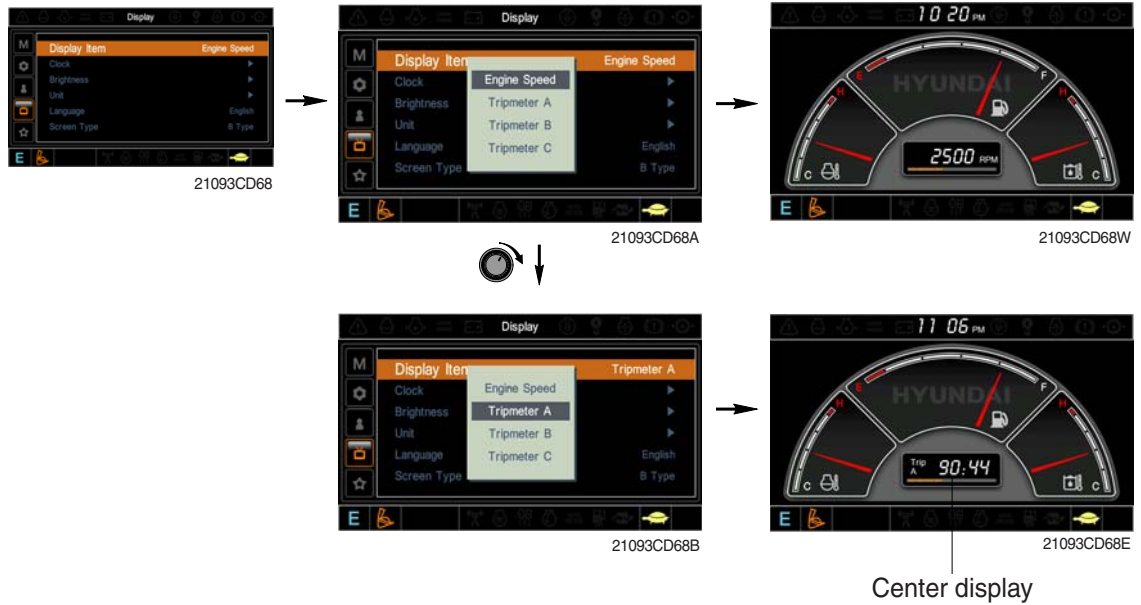 Display
M
Display Item Engine Speed
Clock
Brightness
Unit
Language English
Screen Type B Type
E
21093CD68
Display
M
Display Iten Engine Speed
Clock
Engine Speed
Brightness
Tripmeter A
Unit
Tripmeter B
Language English
Tripmeter C
Screen Type B Type
E
21093CD68A
10 20 PM
E F
HYUNDAI
H H
2500 RPM
C C
E
21093CD68W
Display
M
Display Iten Tripmeter A
Clock
Engine Speed
Brightness
Tripmeter A
Unit
Tripmeter B
Language English
Tripmeter C
Screen Type B Type
E
21093CD68B
11 06 PM
E F
HYUNDAI
H H
Trip A 90:44
C C
E
21093CD68E
Center display